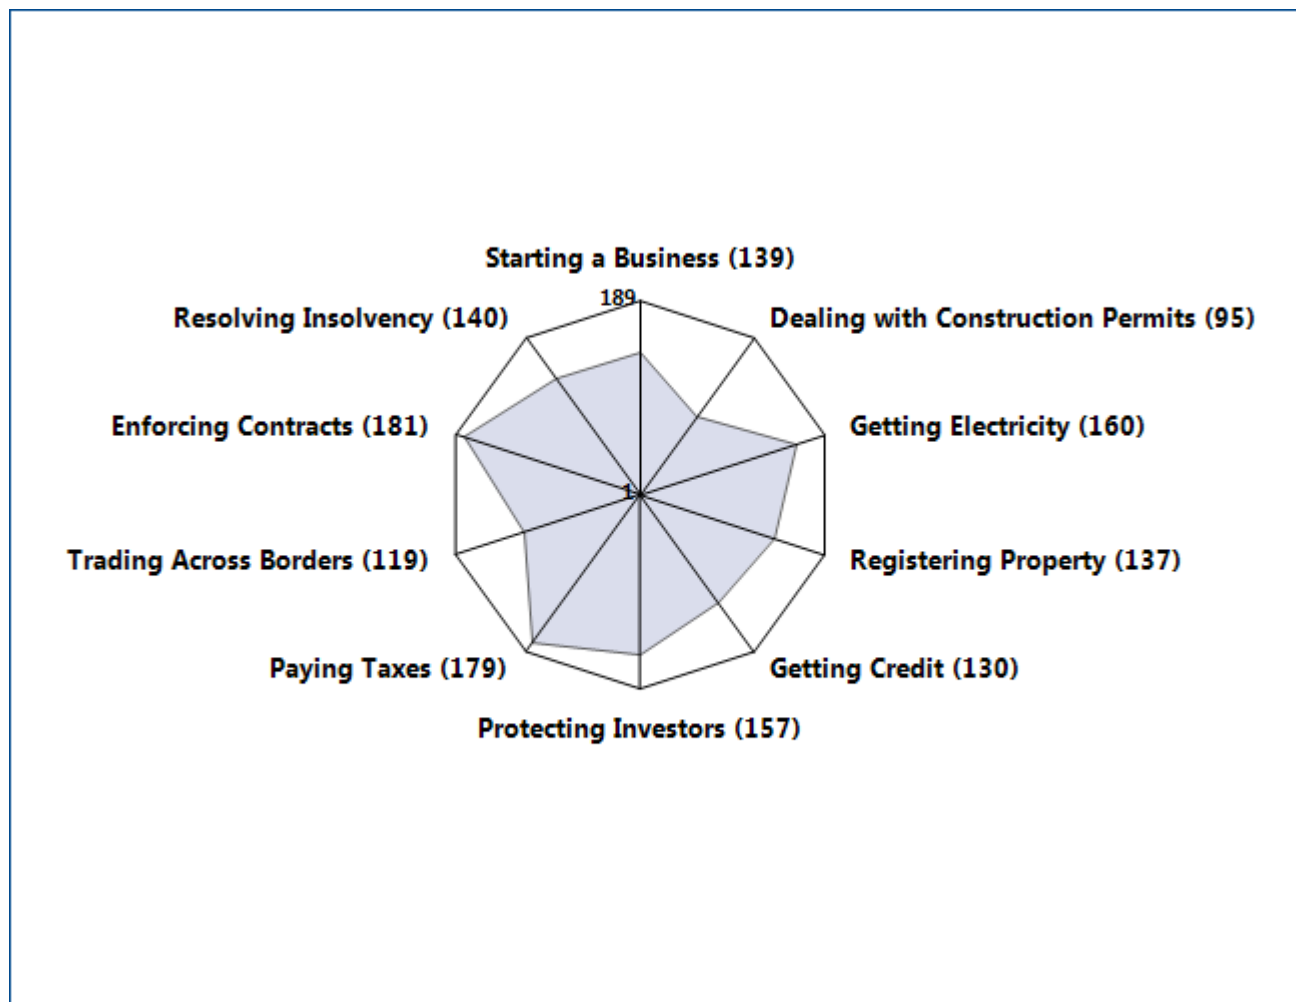 Starting a Business (139)
189
Resolving Insolvency (140)
Dealing with Construction Permits (95)
Enforcing Contracts (181)
Getting Electricity (160)
1
Trading Across Borders (119)
Registering Property (137)
Paying Taxes (179)
Getting Credit (130)
Protecting Investors (157)